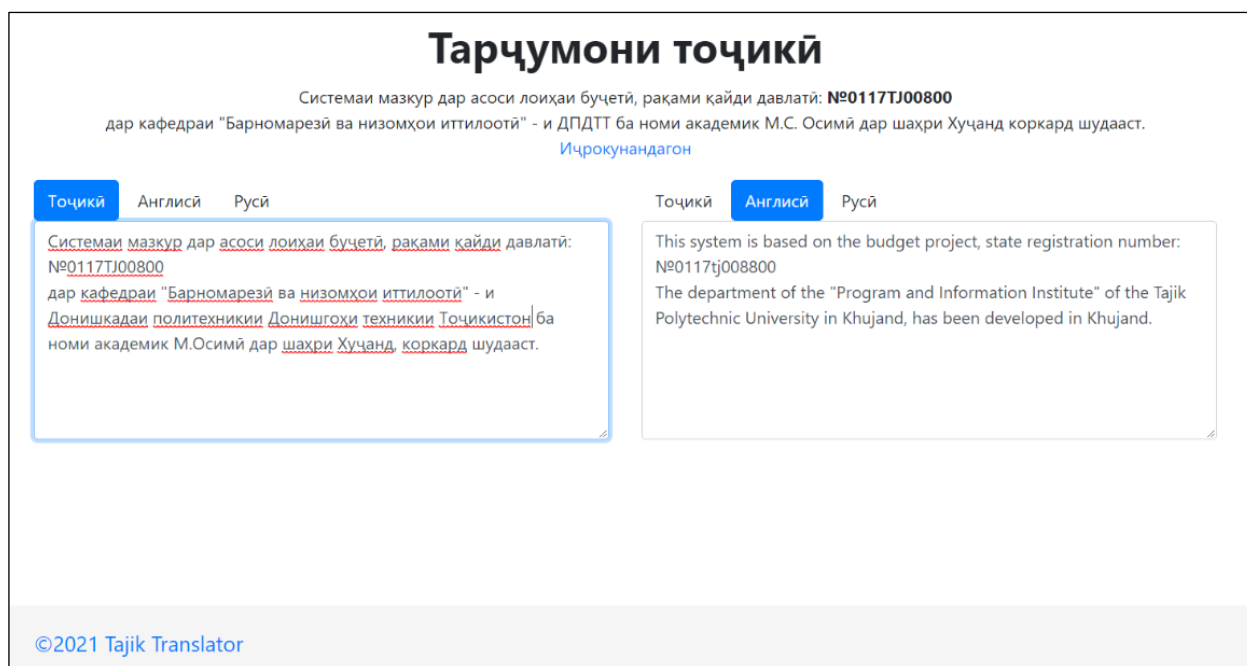 Тарҷумони тоҷикӣ
Системаи мазкур дар асоси лоиҳаи буҷетӣ, рақами қайди давлатӣ: №0117TJ00800
дар кафедраи "Барномарезӣ ва низомҳои иттилоотӣ" - и ДПДТТ ба номи академик М.С. Осимӣ дар шаҳри Хуҷанд коркард шудааст.
Иҷрокунандагон
Тоҷикӣ Англисӣ Русӣ
Системаи мазкур дар асоси лоиҳаи буҷетӣ, рақами қайди давлатӣ:
№0117TJ00800
дар кафедраи "Барномарезӣ ва низомҳои иттилоотӣ" - и
Донишкадаи политехникии Донишгоҳи техникии Тоҷикистон ба
номи академик М.Осимӣ дар шаҳри Хуҷанд, коркард шудааст.
Тоҷикӣ Англисӣ Русӣ
This system is based on the budget project, state registration number:
№0117tj008800
The department of the "Program and Information Institute" of the Tajik
Polytechnic University in Khujand, has been developed in Khujand.
©2021 Tajik Translator